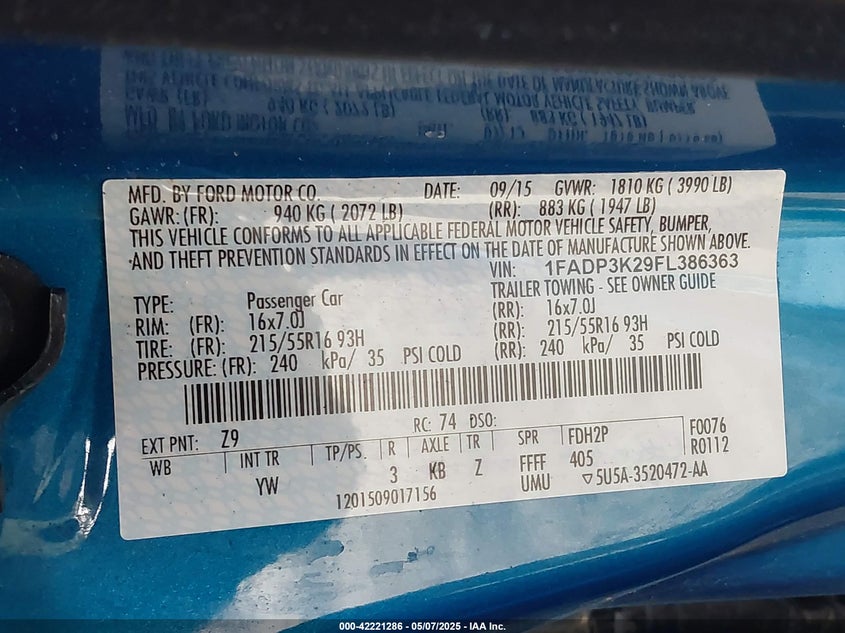 MFD. BY FORD MOTOR CO. DATE: 09/15 GVWR: 1810 KG ( 3990 LB)
GAWR: (FR): 940 KG ( 2072 LB) (RR): 883 KG ( 1947 LB)
THIS VEHICLE CONFORMS TO ALL APPLICABLE FEDERAL MOTOR VEHICLE SAFETY, BUMPER,
AND THEFT PREVENTION STANDARDS IN EFFECT ON THE DATE OF MANUFACTURE SHOWN ABOVE.
VIN: 1FADP3K29FL386363
TYPE: Passenger Car TRAILER TOWING - SEE OWNER GUIDE
RIM: (FR): 16x7.0J (RR): 16x7.0J
TIRE: (FR): 215/55R16 93H (RR): 215/55R16 93H
PRESSURE: (FR): 240 kPa/ 35 PSI COLD (RR): 240 kPa/ 35 PSI COLD
EXT PNT: Z9 RC: 74 DSO: F0076
WB INT TR TP/PS. R AXLE TR SPR FDH2P R0112
YW 3 KB Z FFFF 405
UMU ▽5U5A-3520472-AA
1201509017156
000-42221286 - 05/07/2025 - IAA Inc.